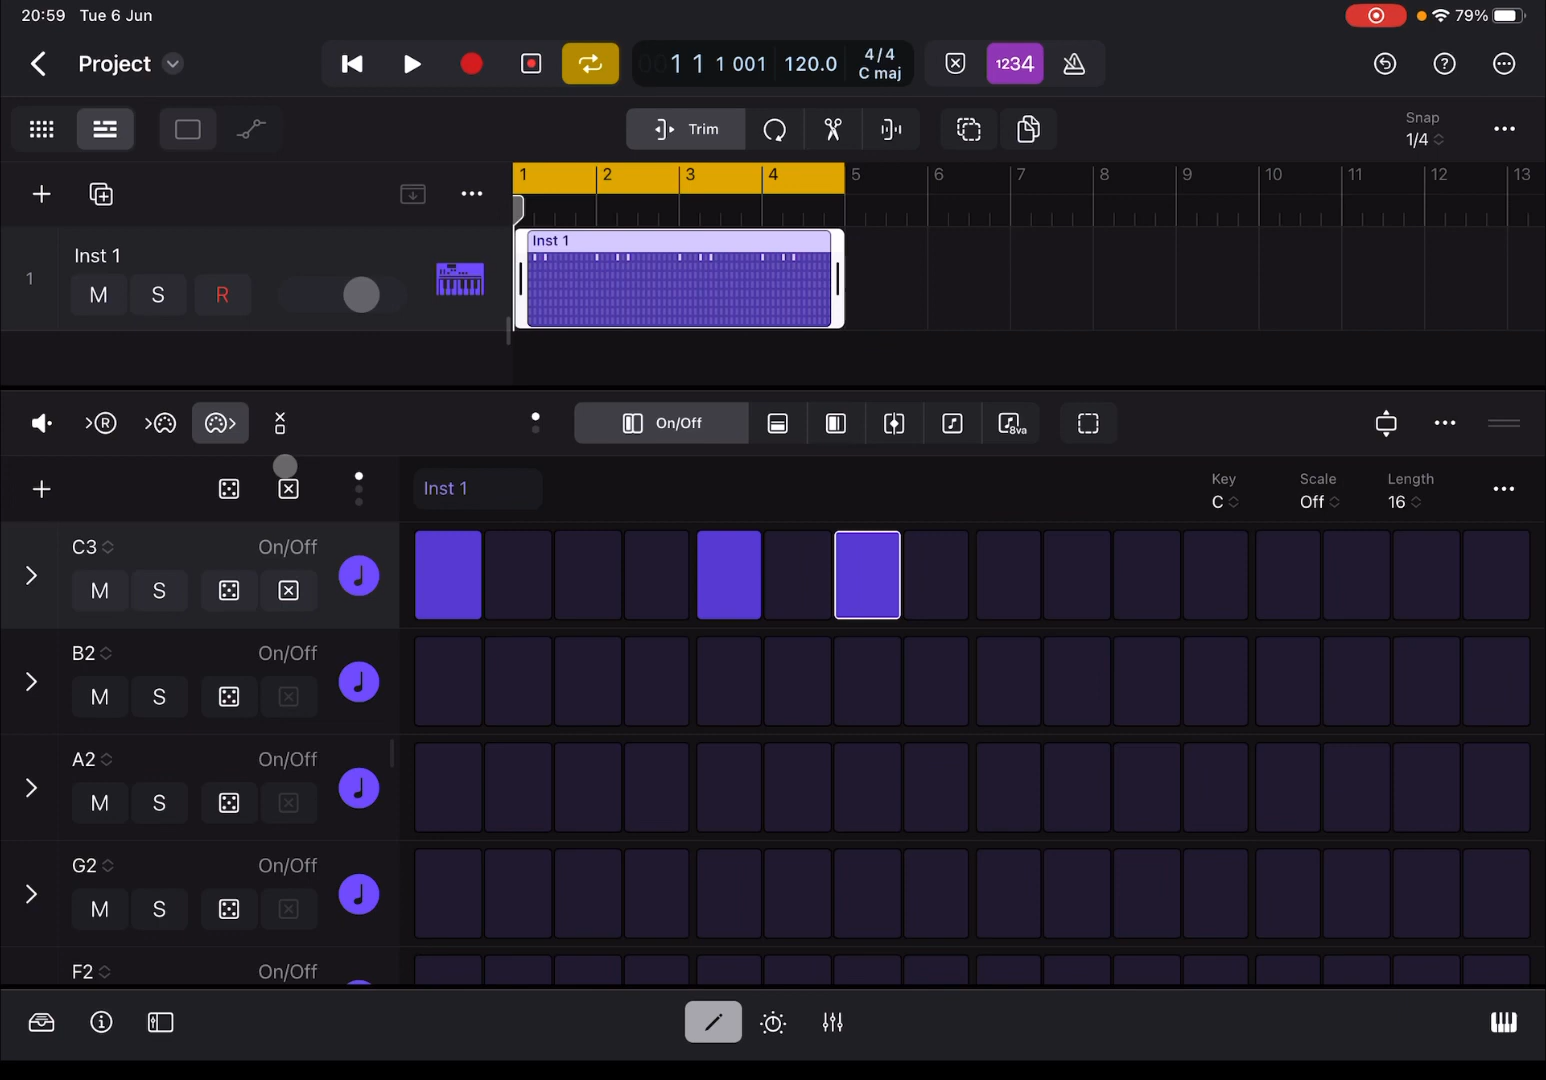 20:59 Tue 6 Jun
79%
Project
1 1 1 001
120.0
4/4
C maj
1234
Trim
Snap
1/4
1 2 3 4 5 6 7 8 9 10 11 12 13
1
Inst 1
M S R
Inst 1
R
On/Off
8va
Inst 1
Key
C
Scale
Off
Length
16
C3 On/Off
M S
B2 On/Off
M S
A2 On/Off
M S
G2 On/Off
M S
F2 On/Off